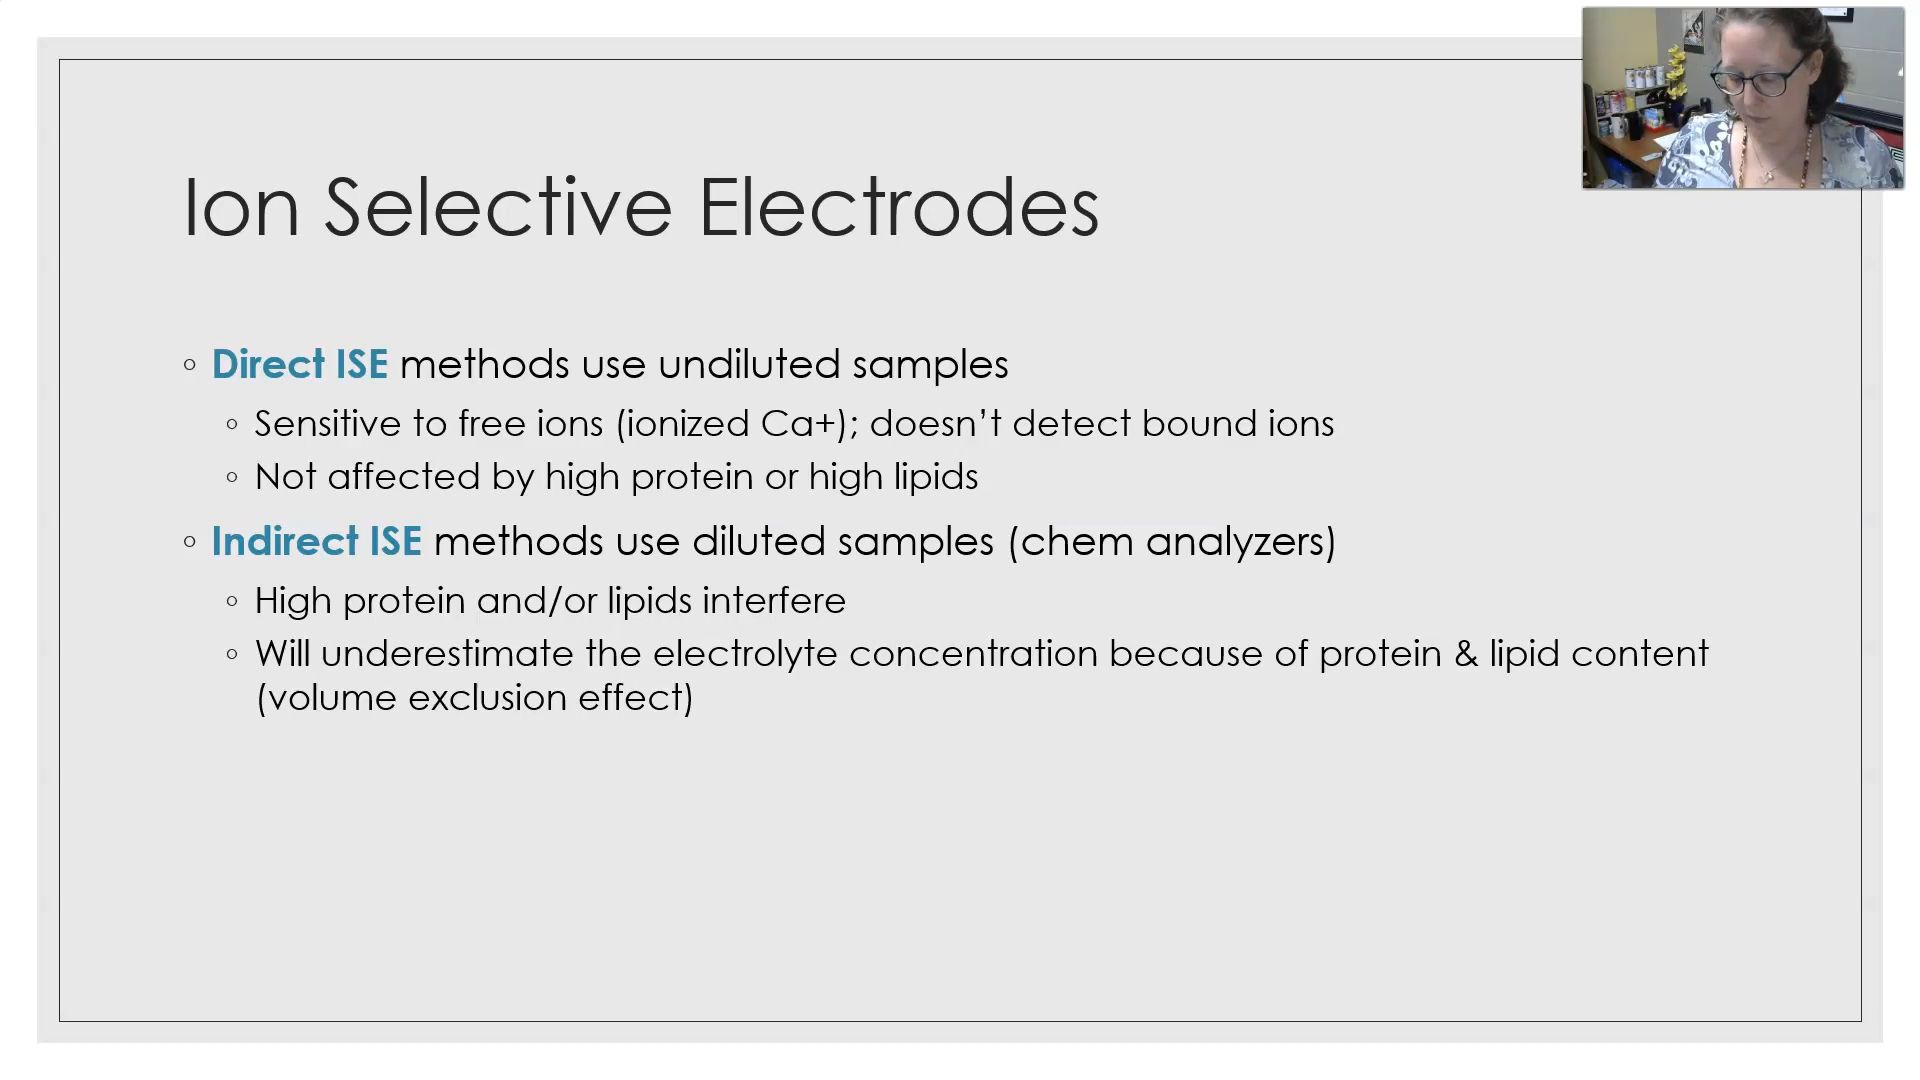 Ion Selective Electrodes
◦ Direct ISE methods use undiluted samples
◦ Sensitive to free ions (ionized Ca+); doesn’t detect bound ions
◦ Not affected by high protein or high lipids
◦ Indirect ISE methods use diluted samples (chem analyzers)
◦ High protein and/or lipids interfere
◦ Will underestimate the electrolyte concentration because of protein & lipid content
(volume exclusion effect)